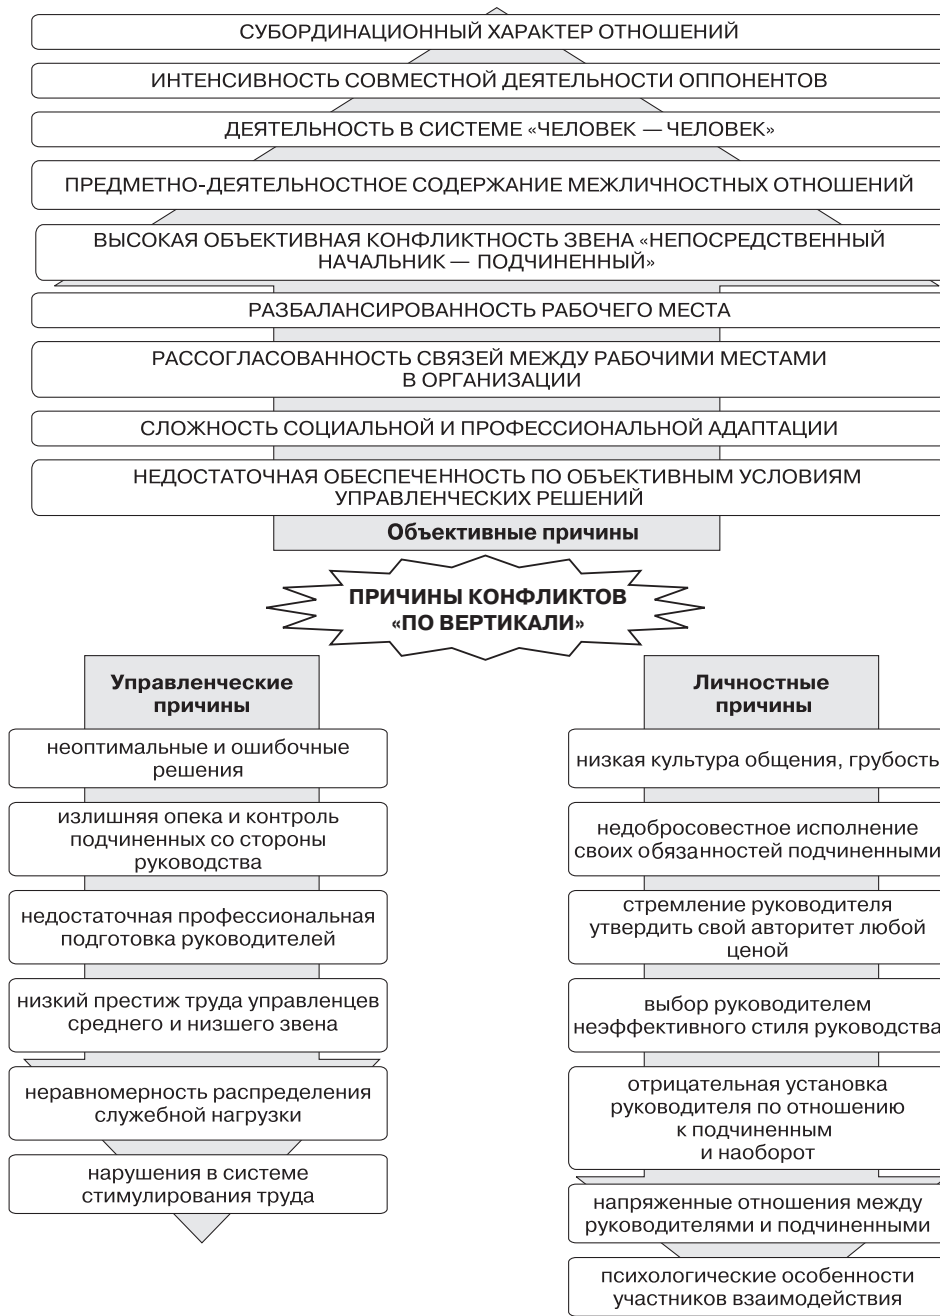 СУБОРДИНАЦИОННЫЙ ХАРАКТЕР ОТНОШЕНИЙ
ИНТЕНСИВНОСТЬ СОВМЕСТНОЙ ДЕЯТЕЛЬНОСТИ ОППОНЕНТОВ
ДЕЯТЕЛЬНОСТЬ В СИСТЕМЕ «ЧЕЛОВЕК — ЧЕЛОВЕК»
ПРЕДМЕТНО-ДЕЯТЕЛЬНОСТНОЕ СОДЕРЖАНИЕ МЕЖЛИЧНОСТНЫХ ОТНОШЕНИЙ
ВЫСОКАЯ ОБЪЕКТИВНАЯ КОНФЛИКТНОСТЬ ЗВЕНА «НЕПОСРЕДСТВЕННЫЙ
НАЧАЛЬНИК — ПОДЧИНЕННЫЙ»
РАЗБАЛАНСИРОВАННОСТЬ РАБОЧЕГО МЕСТА
РАССОГЛАСОВАННОСТЬ СВЯЗЕЙ МЕЖДУ РАБОЧИМИ МЕСТАМИ
В ОРГАНИЗАЦИИ
СЛОЖНОСТЬ СОЦИАЛЬНОЙ И ПРОФЕССИОНАЛЬНОЙ АДАПТАЦИИ
НЕДОСТАТОЧНАЯ ОБЕСПЕЧЕННОСТЬ ПО ОБЪЕКТИВНЫМ УСЛОВИЯМ
УПРАВЛЕНЧЕСКИХ РЕШЕНИЙ
Объективные причины
ПРИЧИНЫ КОНФЛИКТОВ
«ПО ВЕРТИКАЛИ»
Управленческие
причины
неоптимальные и ошибочные
решения
излишняя опека и контроль
подчиненных со стороны
руководства
недостаточная профессиональная
подготовка руководителей
низкий престиж труда управленцев
среднего и низшего звена
неравномерность распределения
служебной нагрузки
нарушения в системе
стимулирования труда
Личностные
причины
низкая культура общения, грубость
недобросовестное исполнение
своих обязанностей подчиненными
стремление руководителя
утвердить свой авторитет любой
ценой
выбор руководителем
неэффективного стиля руководства
отрицательная установка
руководителя по отношению
к подчиненным
и наоборот
напряженные отношения между
руководителями и подчиненными
психологические особенности
участников взаимодействия